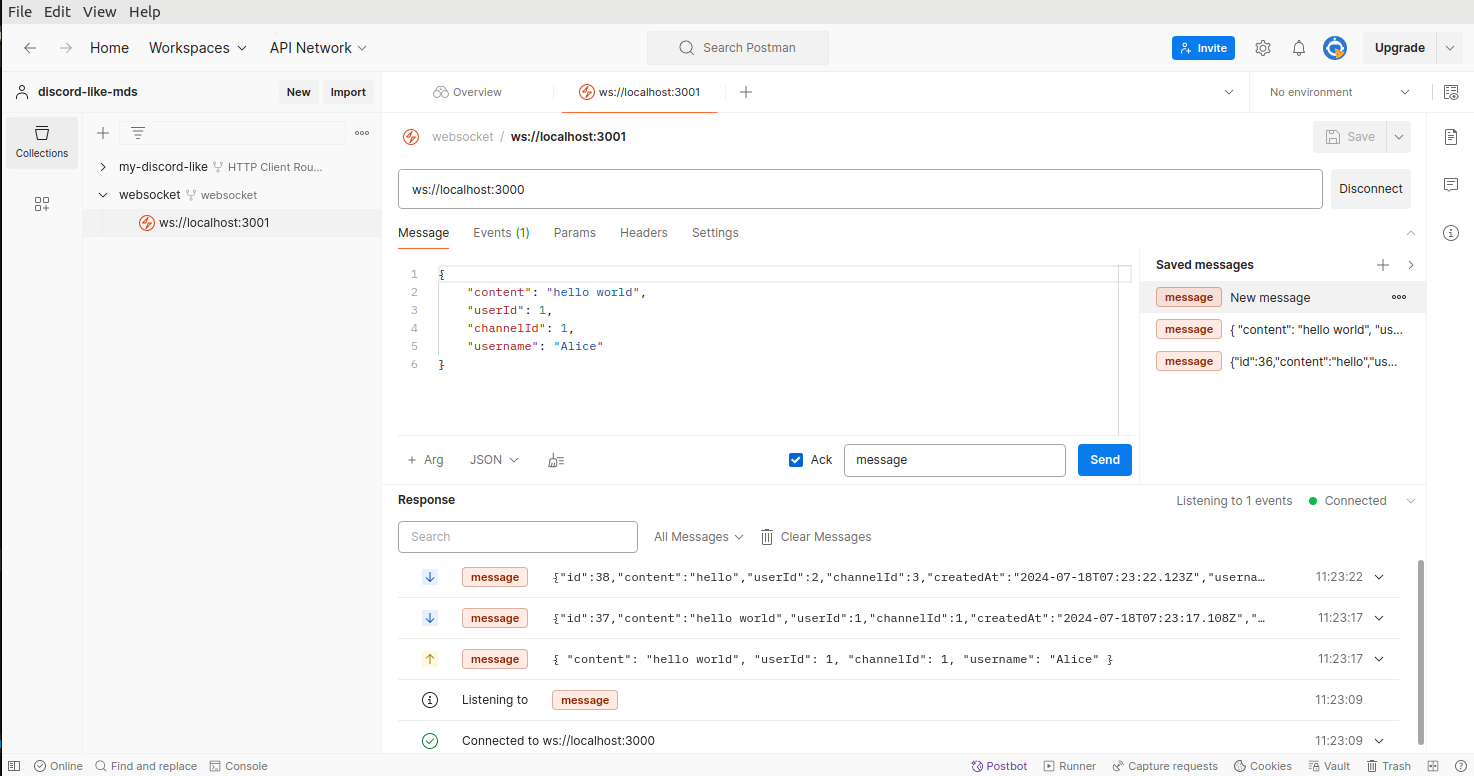 File Edit View Help
Home Workspaces API Network Search Postman Invite Upgrade
discord-like-mds New Import Overview ws://localhost:3001 No environment
Collections
my-discord-like HTTP Client Rou...
websocket websocket
ws://localhost:3001
websocket / ws://localhost:3001 Save
ws://localhost:3000 Disconnect
Message Events (1) Params Headers Settings
1 {
2 "content": "hello world",
3 "userId": 1,
4 "channelId": 1,
5 "username": "Alice"
6 }
Saved messages
message New message
message { "content": "hello world", "us...
message {"id":36,"content":"hello","us...
+ Arg JSON Ack message Send
Response Listening to 1 events Connected
Search All Messages Clear Messages
message {"id":38,"content":"hello","userId":2,"channelId":3,"createdAt":"2024-07-18T07:23:22.123Z","userna… 11:23:22
message {"id":37,"content":"hello world","userId":1,"channelId":1,"createdAt":"2024-07-18T07:23:17.108Z","… 11:23:17
message { "content": "hello world", "userId": 1, "channelId": 1, "username": "Alice" } 11:23:17
Listening to message 11:23:09
Connected to ws://localhost:3000 11:23:09
Online Find and replace Console Postbot Runner Capture requests Cookies Vault Trash